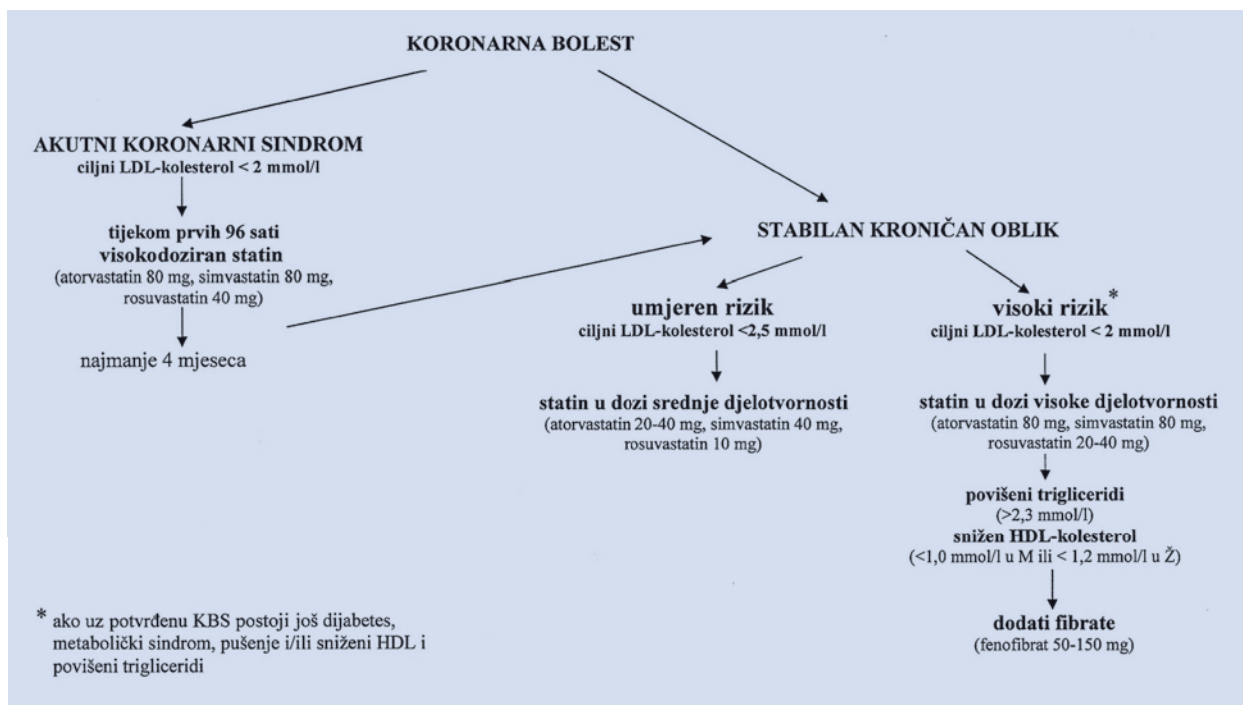 KORONARNA BOLEST
AKUTNI KORONARNI SINDROM
ciljni LDL-kolesterol < 2 mmol/l
tijekom prvih 96 sati
visokodoziran statin
(atorvastatin 80 mg, simvastatin 80 mg,
rosuvastatin 40 mg)
najmanje 4 mjeseca
STABILAN KRONIČAN OBLIK
umjeren rizik
ciljni LDL-kolesterol <2,5 mmol/l
statin u dozi srednje djelotvornosti
(atorvastatin 20-40 mg, simvastatin 40 mg,
rosuvastatin 10 mg)
visoki rizik*
ciljni LDL-kolesterol < 2 mmol/l
statin u dozi visoke djelotvornosti
(atorvastatin 80 mg, simvastatin 80 mg,
rosuvastatin 20-40 mg)
povišeni trigliceridi
(>2,3 mmol/l)
snižen HDL-kolesterol
(<1,0 mmol/l u M ili < 1,2 mmol/l u Ž)
dodati fibrate
(fenofibrat 50-150 mg)
* ako uz potvrđenu KBS postoji još dijabetes,
metabolički sindrom, pušenje i/ili sniženi HDL i
povišeni trigliceridi